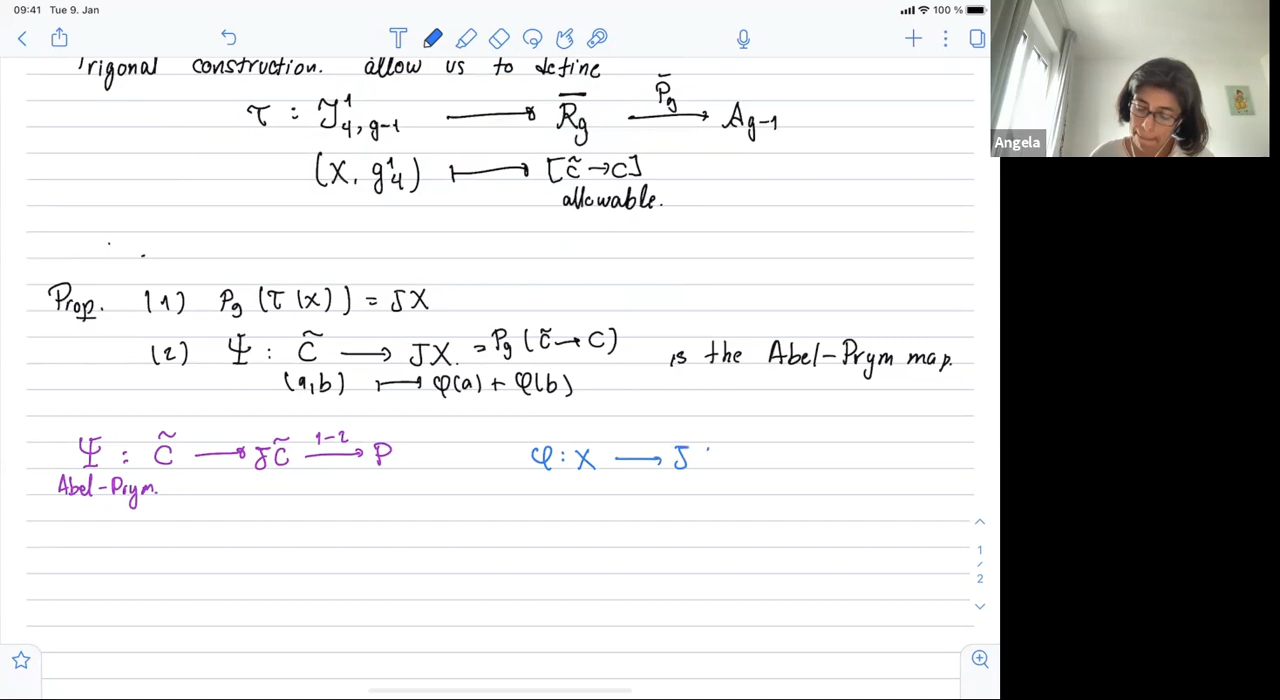 09:41 Tue 9. Jan 100 %
Trigonal construction. allow us to define
τ : 𝒥¹₄,g-1 ⟶ R̄g —P̄g→ Ag-1
(X, g¹₄) ⟼ [C̃→C]
allowable.
Prop. (1) Pg (τ(X)) = JX
(2) Ψ : C̃ ⟶ JX. = Pg (C̃→C) is the Abel-Prym map.
(a,b) ⟼ φ(a) + φ(b)
Ψ : C̃ ⟶ JC̃ —1-2→ P φ : X ⟶ J
Abel-Prym.
1
/
2
Angela